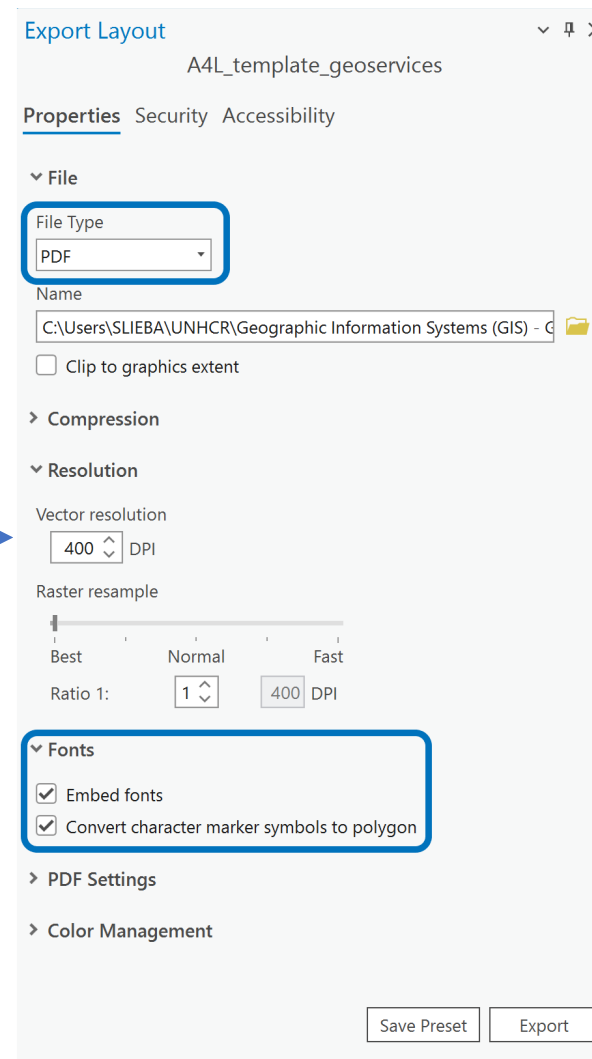 Export Layout
A4L_template_geoservices
Properties Security Accessibility
File
File Type
PDF
Name
C:\Users\SLIEBA\UNHCR\Geographic Information Systems (GIS) - G
Clip to graphics extent
Compression
Resolution
Vector resolution
400 DPI
Raster resample
Best Normal Fast
Ratio 1: 1 400 DPI
Fonts
Embed fonts
Convert character marker symbols to polygon
PDF Settings
Color Management
Save Preset Export